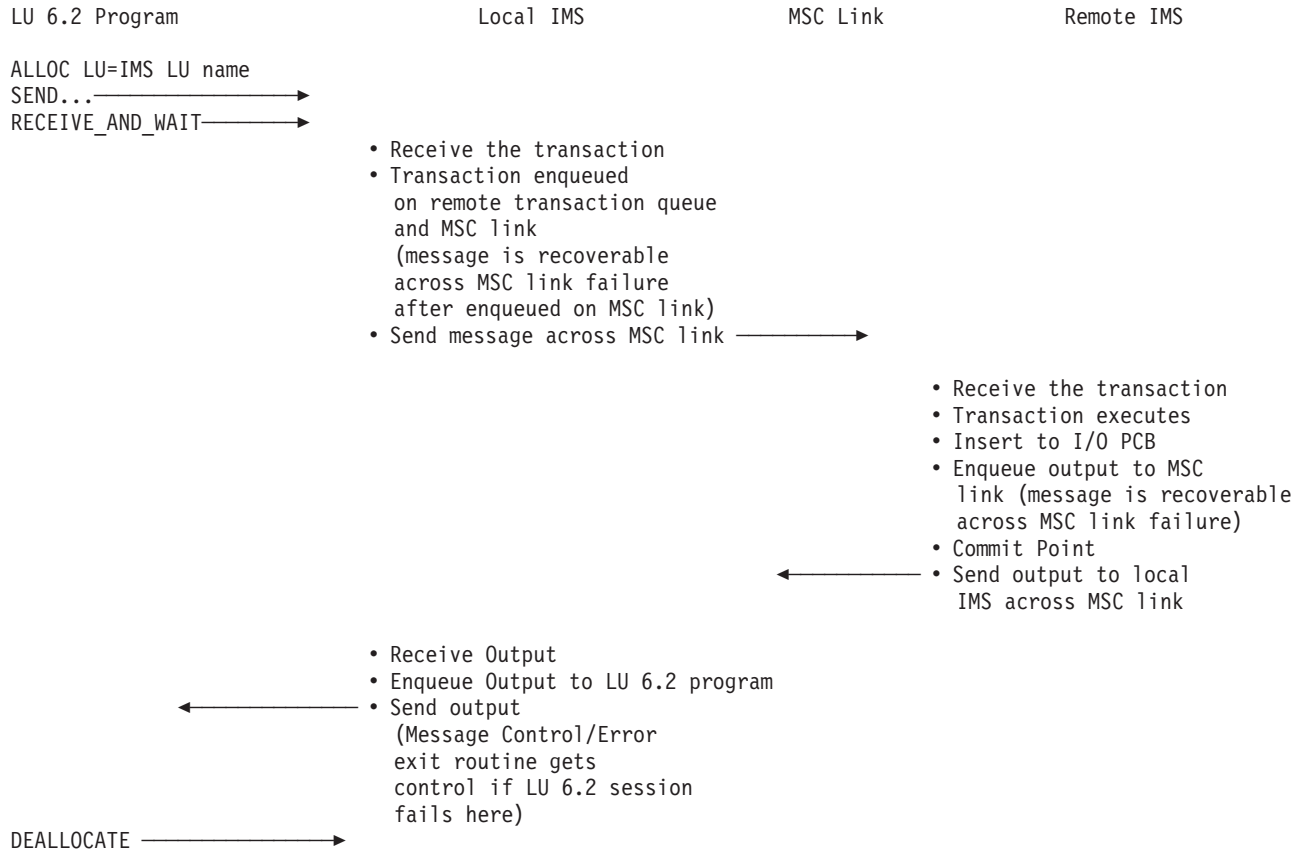 LU 6.2 Program Local IMS MSC Link Remote IMS
ALLOC LU=IMS LU name
SEND...
RECEIVE_AND_WAIT
• Receive the transaction
• Transaction enqueued
on remote transaction queue
and MSC link
(message is recoverable
across MSC link failure
after enqueued on MSC link)
• Send message across MSC link
• Receive the transaction
• Transaction executes
• Insert to I/O PCB
• Enqueue output to MSC
link (message is recoverable
across MSC link failure)
• Commit Point
• Send output to local
IMS across MSC link
• Receive Output
• Enqueue Output to LU 6.2 program
• Send output
(Message Control/Error
exit routine gets
control if LU 6.2 session
fails here)
DEALLOCATE